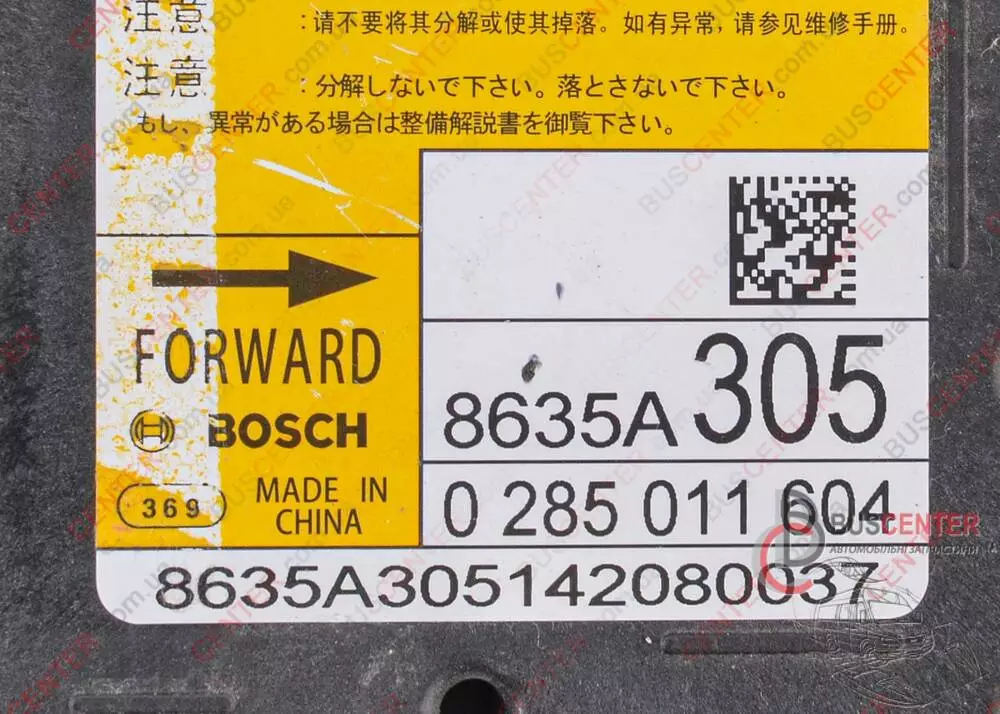 注意 :请不要将其分解或使其掉落。如有异常，请参见维修手册。
注意 :分解しないで下さい。落とさないで下さい。
もし、異常がある場合は整備解説書を御覧下さい。
FORWARD
BOSCH
369
MADE IN
CHINA
8635A305
0 285 011 604
8635A305142080037
BUSCENTER
АВТОМОБІЛЬНІ ЗАПЧАСТИНИ